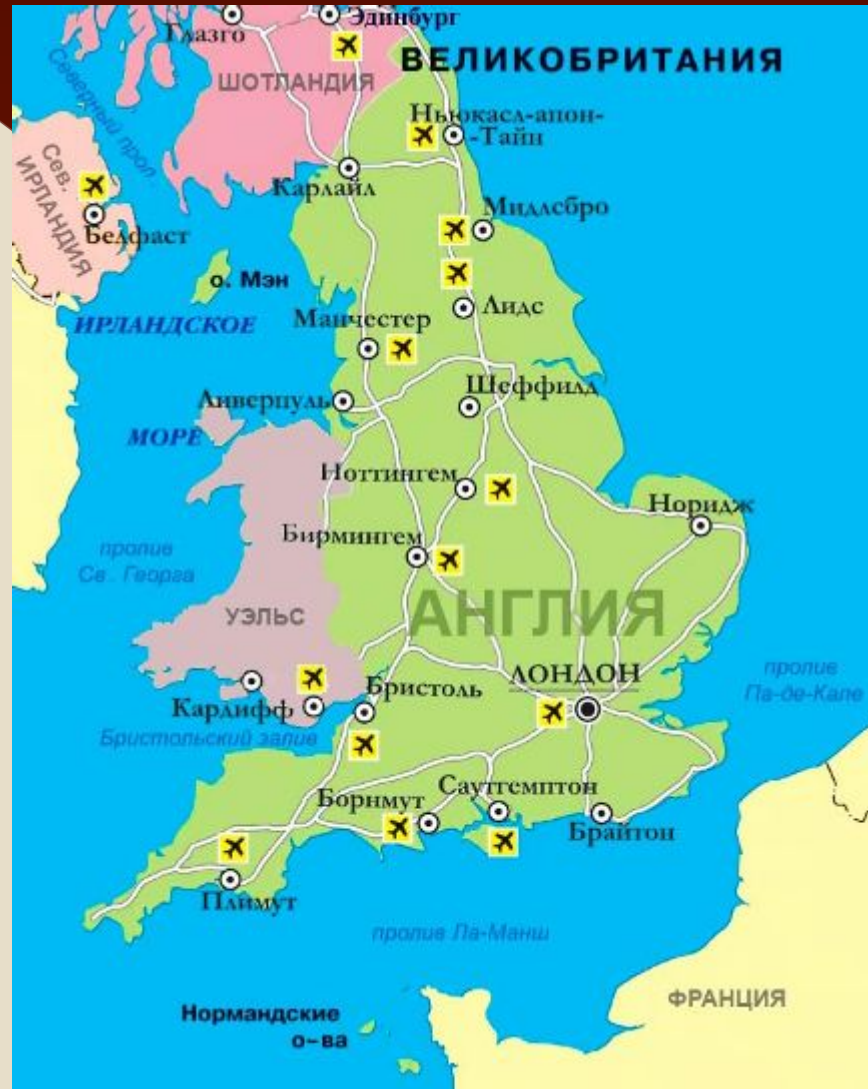 Эдинбург
Глазго
ВЕЛИКОБРИТАНИЯ
ШОТЛАНДИЯ
Северный прол.
Ньюкасл-апон-
-Тайн
Сев.
ИРЛАНДИЯ
Карлайл
Белфаст
Мидлсбро
о. Мэн
Лидс
ИРЛАНДСКОЕ
Манчестер
Шеффилд
Ливерпуль
МОРЕ
Ноттингем
Норидж
Бирмингем
пролив
Св. Георга
АНГЛИЯ
УЭЛЬС
ЛОНДОН
пролив
Па-де-Кале
Бристоль
Кардифф
Бристольский залив
Саутгемптон
Борнмут
Брайтон
Плимут
пролив Ла-Манш
ФРАНЦИЯ
Нормандские
о-ва